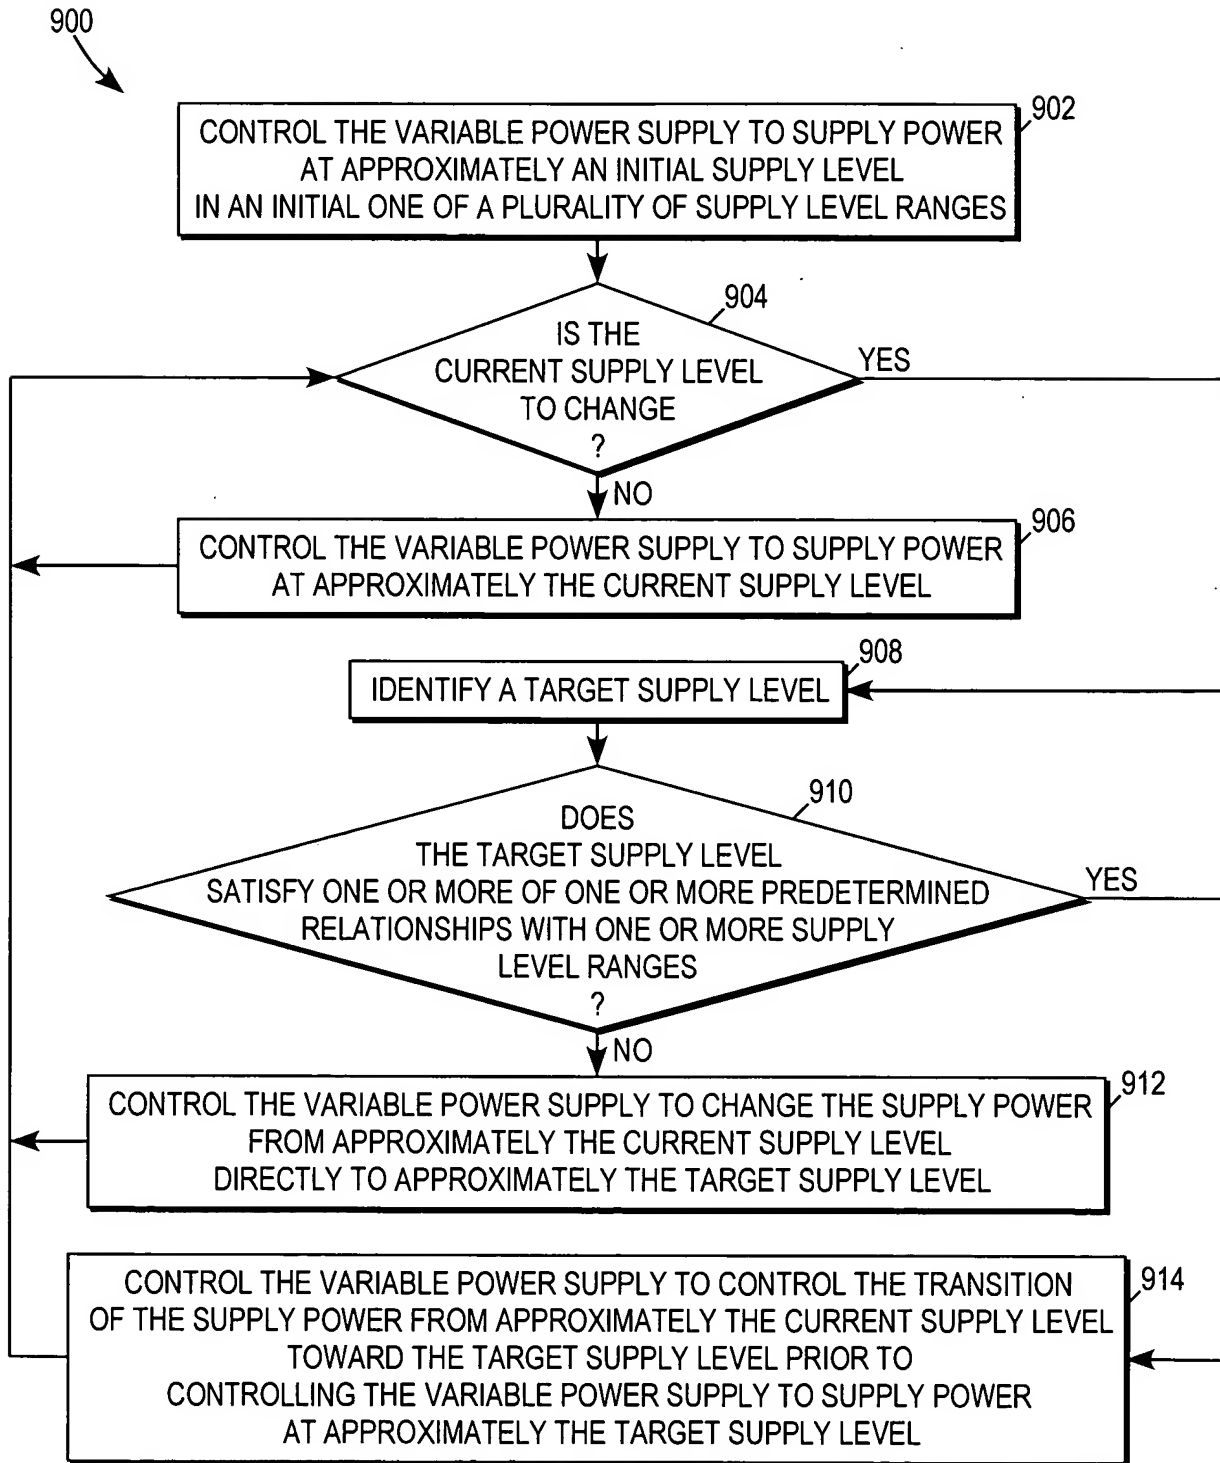 900
CONTROL THE VARIABLE POWER SUPPLY TO SUPPLY POWER
AT APPROXIMATELY AN INITIAL SUPPLY LEVEL
IN AN INITIAL ONE OF A PLURALITY OF SUPPLY LEVEL RANGES
902
IS THE
CURRENT SUPPLY LEVEL
TO CHANGE
?
904
YES
NO
CONTROL THE VARIABLE POWER SUPPLY TO SUPPLY POWER
AT APPROXIMATELY THE CURRENT SUPPLY LEVEL
906
IDENTIFY A TARGET SUPPLY LEVEL
908
DOES
THE TARGET SUPPLY LEVEL
SATISFY ONE OR MORE OF ONE OR MORE PREDETERMINED
RELATIONSHIPS WITH ONE OR MORE SUPPLY
LEVEL RANGES
?
910
YES
NO
CONTROL THE VARIABLE POWER SUPPLY TO CHANGE THE SUPPLY POWER
FROM APPROXIMATELY THE CURRENT SUPPLY LEVEL
DIRECTLY TO APPROXIMATELY THE TARGET SUPPLY LEVEL
912
CONTROL THE VARIABLE POWER SUPPLY TO CONTROL THE TRANSITION
OF THE SUPPLY POWER FROM APPROXIMATELY THE CURRENT SUPPLY LEVEL
TOWARD THE TARGET SUPPLY LEVEL PRIOR TO
CONTROLLING THE VARIABLE POWER SUPPLY TO SUPPLY POWER
AT APPROXIMATELY THE TARGET SUPPLY LEVEL
914